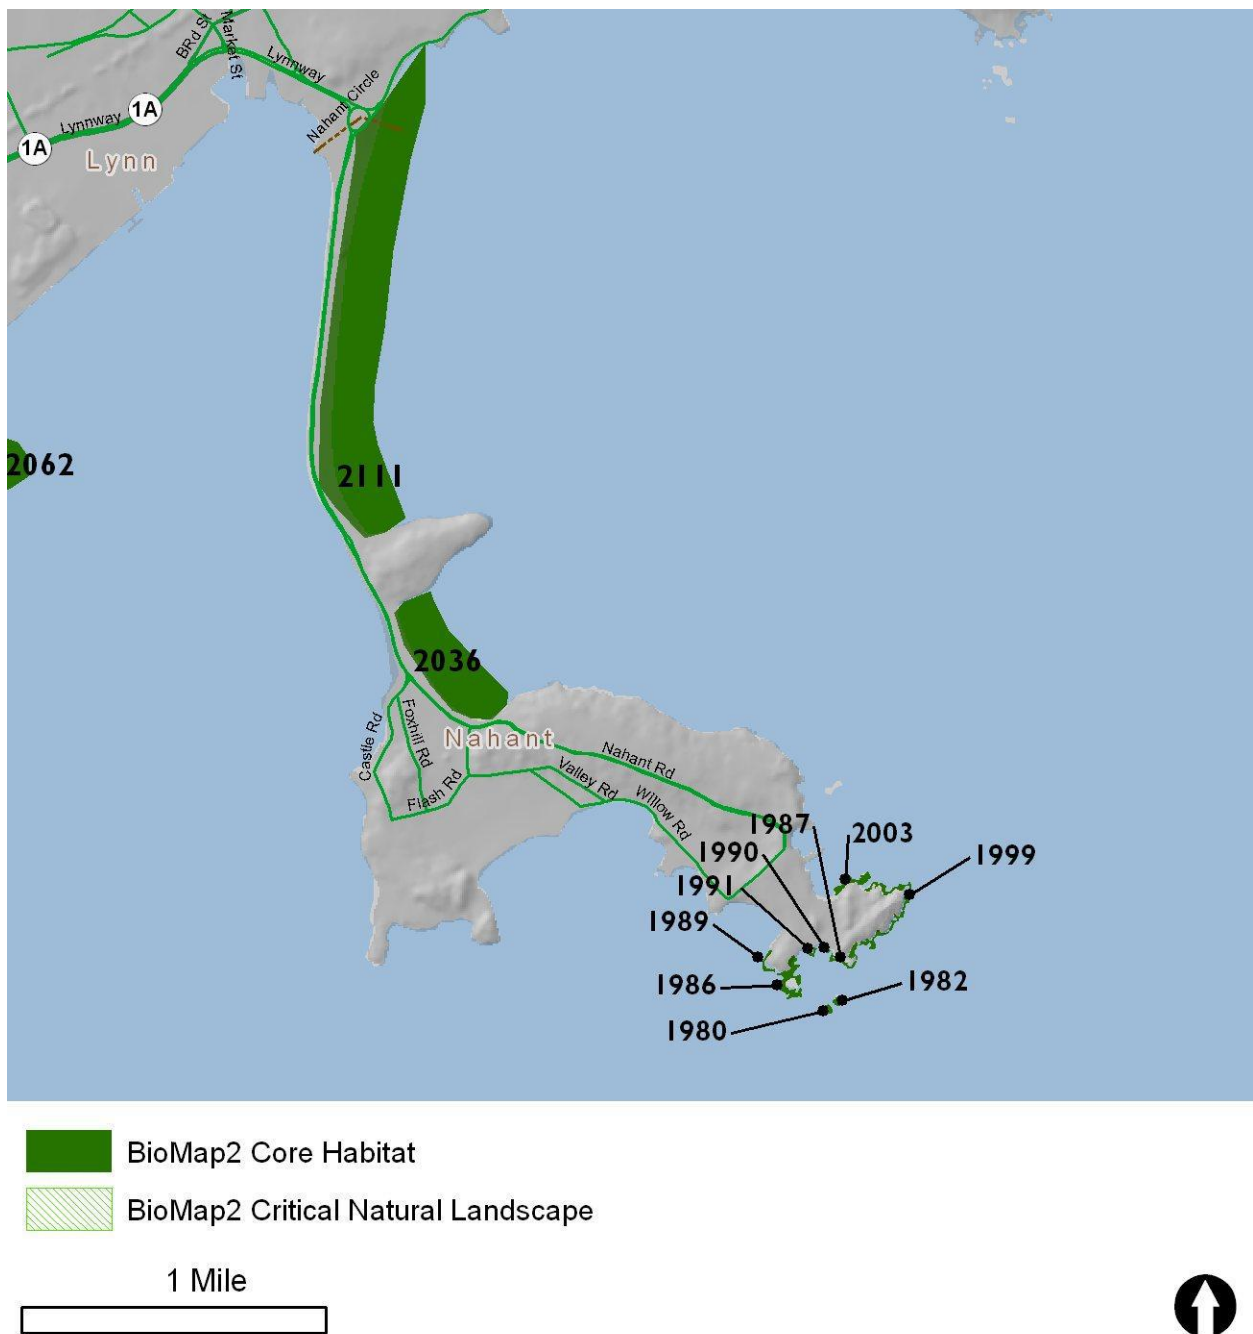 BRd St
Market St
Lynnway
1A
Nahant Circle
Lynnway
1A
Lynn
2062
2111
2036
Castle Rd
Foxhill Rd
Flash Rd
Nahant
Nahant Rd
Valley Rd
Willow Rd
1987
2003
1990
1999
1991
1989
1986
1982
1980
BioMap2 Core Habitat
BioMap2 Critical Natural Landscape
1 Mile